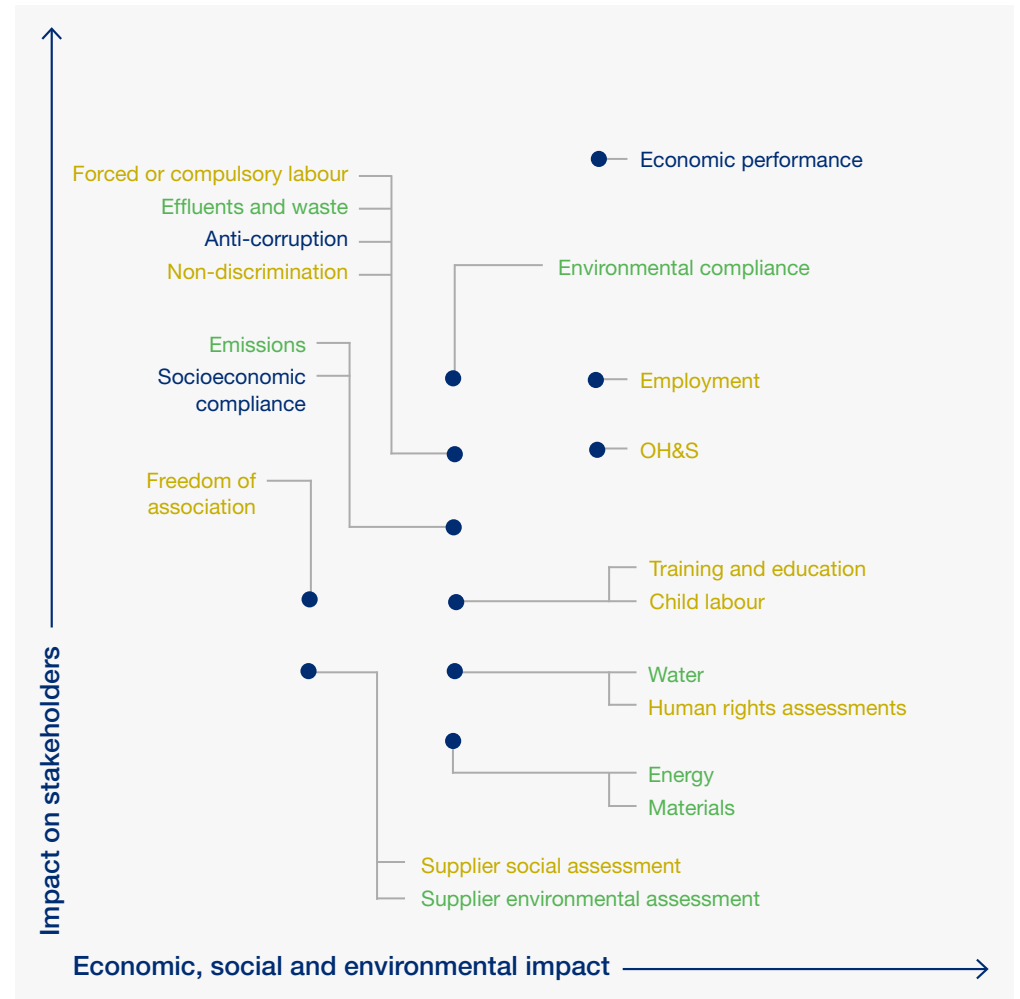 Economic performance
Forced or compulsory labour
Effluents and waste
Anti-corruption
Non-discrimination
Environmental compliance
Emissions
Socioeconomic
compliance
Employment
OH&S
Freedom of
association
Training and education
Child labour
Water
Human rights assessments
Energy
Materials
Supplier social assessment
Supplier environmental assessment
Impact on stakeholders
Economic, social and environmental impact